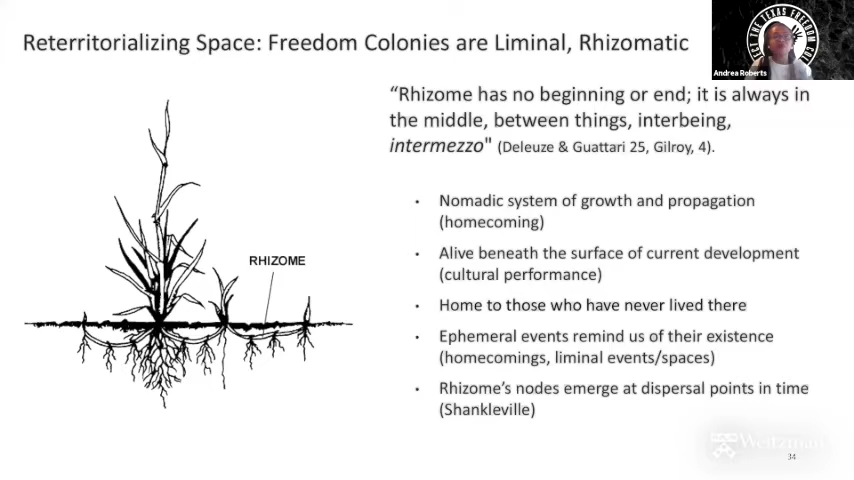 Reterritorializing Space: Freedom Colonies are Liminal, Rhizomatic
THE TEXAS FREEDOM
Andrea Roberts
“Rhizome has no beginning or end; it is always in
the middle, between things, interbeing,
intermezzo" (Deleuze & Guattari 25, Gilroy, 4).
• Nomadic system of growth and propagation
(homecoming)
• Alive beneath the surface of current development
(cultural performance)
• Home to those who have never lived there
• Ephemeral events remind us of their existence
(homecomings, liminal events/spaces)
• Rhizome’s nodes emerge at dispersal points in time
(Shankleville)
RHIZOME
Weitzman
34